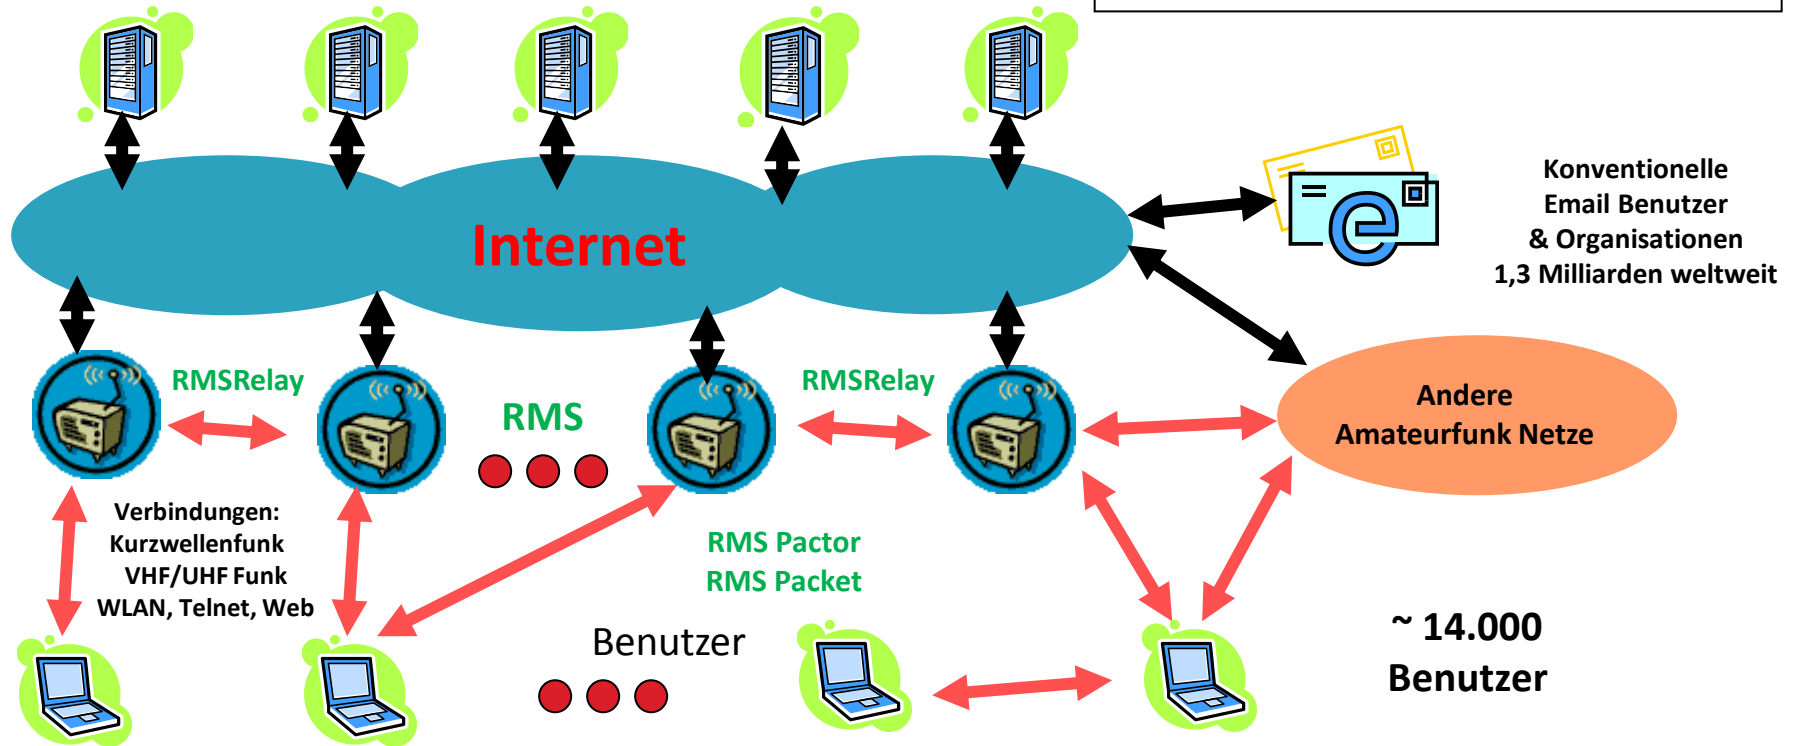 Internet
Konventionelle
Email Benutzer
& Organisationen
1,3 Milliarden weltweit
RMSRelay
RMS
RMSRelay
Andere
Amateurfunk Netze
Verbindungen:
Kurzwellenfunk
VHF/UHF Funk
WLAN, Telnet, Web
RMS Pactor
RMS Packet
Benutzer
~ 14.000
Benutzer